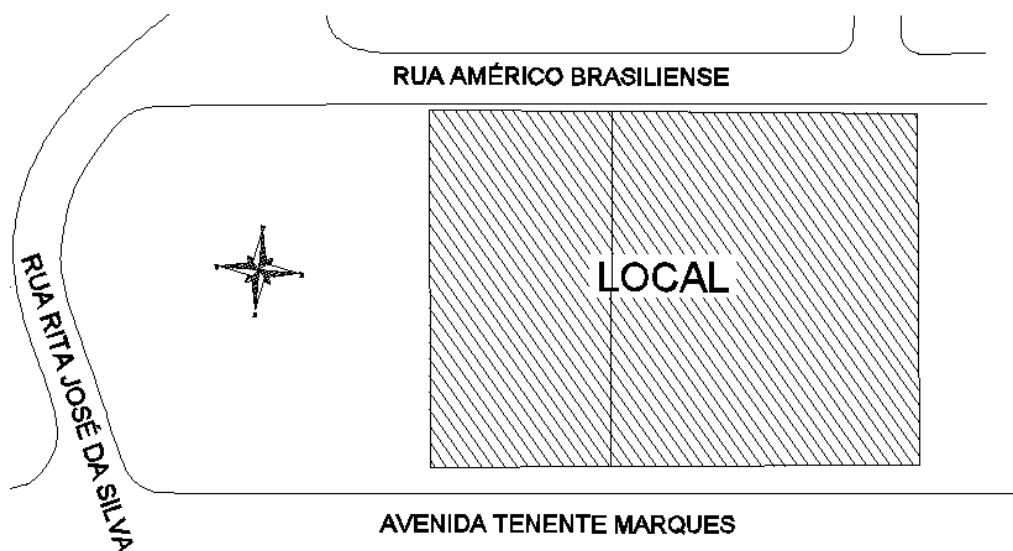 RUA AMÉRICO BRASILIENSE
LOCAL
RUA RITA JOSÉ DA SILVA
AVENIDA TENENTE MARQUES